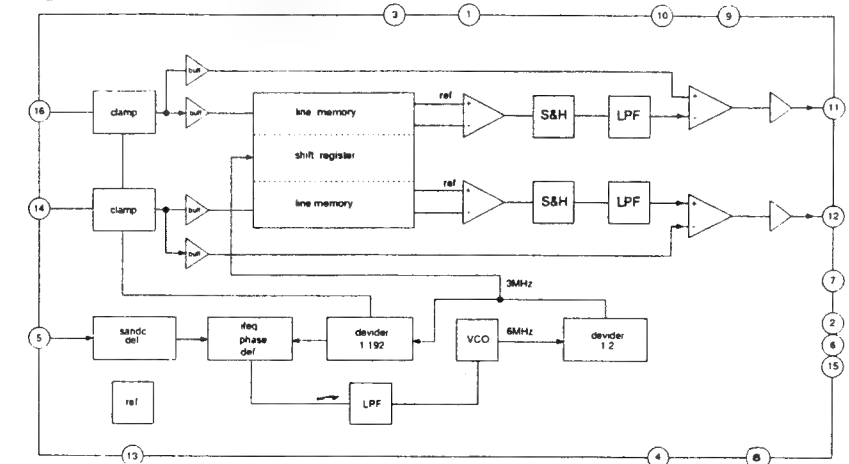 3 1 10 9
buff
16 clamp buff line memory ref + - S&H LPF + - 11
shift register
14 clamp buff line memory ref + - S&H LPF + - 12
buff
7
3MHz
2
5 sandc det ifeq phase det devider 1 192 VCO 6MHz devider 1 2 6
15
ref LPF
13 4 8